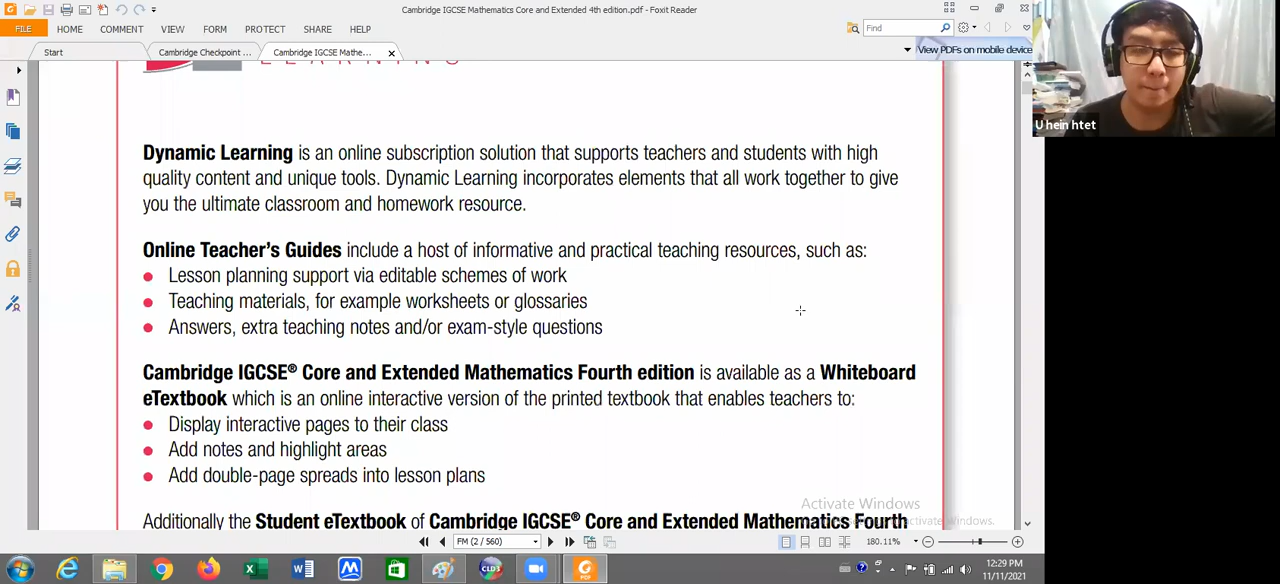 Cambridge IGCSE Mathematics Core and Extended 4th edition.pdf - Foxit Reader
FILE HOME COMMENT VIEW FORM PROTECT SHARE HELP
Find
Start
Cambridge Checkpoint ...
Cambridge IGCSE Mathe...
View PDFs on mobile device
U hein htet
LEARNING
Dynamic Learning is an online subscription solution that supports teachers and students with high
quality content and unique tools. Dynamic Learning incorporates elements that all work together to give
you the ultimate classroom and homework resource.
Online Teacher's Guides include a host of informative and practical teaching resources, such as:
• Lesson planning support via editable schemes of work
• Teaching materials, for example worksheets or glossaries
• Answers, extra teaching notes and/or exam-style questions
Cambridge IGCSE® Core and Extended Mathematics Fourth edition is available as a Whiteboard
eTextbook which is an online interactive version of the printed textbook that enables teachers to:
• Display interactive pages to their class
• Add notes and highlight areas
• Add double-page spreads into lesson plans
Activate Windows
activate Windows.
Additionally the Student eTextbook of Cambridge IGCSE® Core and Extended Mathematics Fourth
FM (2 / 560)
180.11%
CLD3
PDF
12:29 PM
11/11/2021